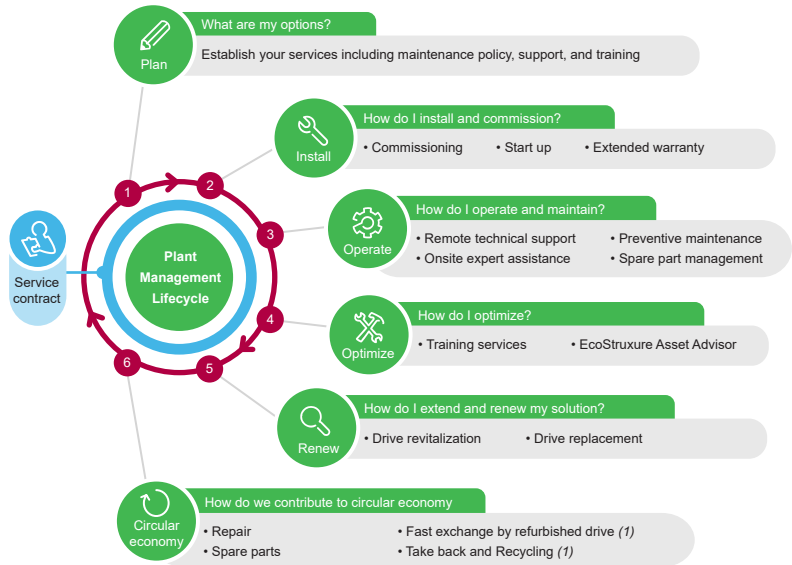 What are my options?
Plan
Establish your services including maintenance policy, support, and training
How do I install and commission?
Install
• Commissioning • Start up • Extended warranty
1
2
3
4
5
6
Plant
Management
Lifecycle
Service
contract
How do I operate and maintain?
Operate
• Remote technical support • Preventive maintenance
• Onsite expert assistance • Spare part management
How do I optimize?
Optimize
• Training services • EcoStruxure Asset Advisor
How do I extend and renew my solution?
Renew
• Drive revitalization • Drive replacement
How do we contribute to circular economy
Circular
economy
• Repair • Fast exchange by refurbished drive (1)
• Spare parts • Take back and Recycling (1)